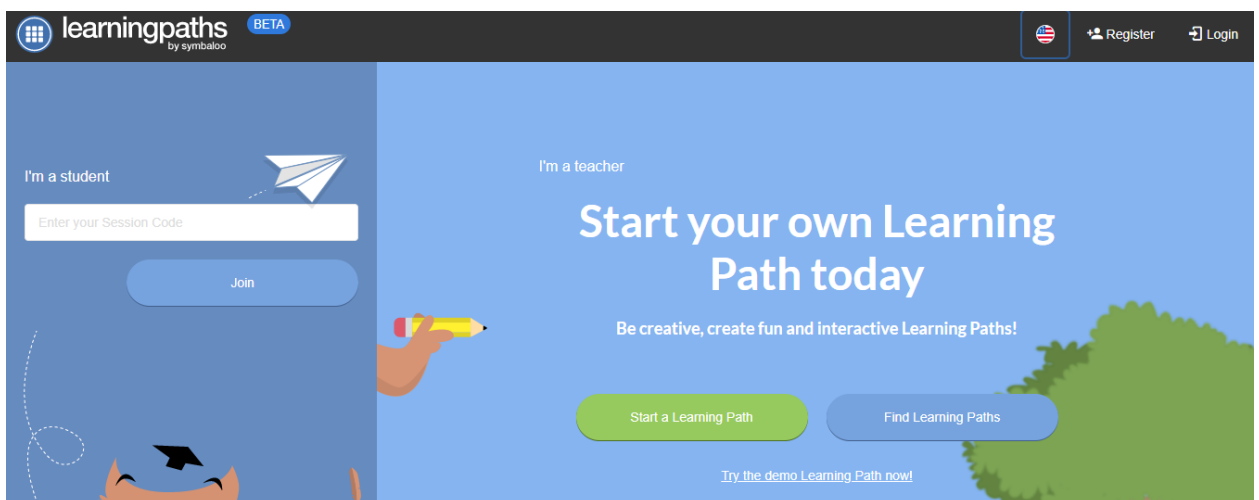 learningpaths
by symbaloo
BETA
Register
Login
I'm a student
Enter your Session Code
Join
I'm a teacher
Start your own Learning
Path today
Be creative, create fun and interactive Learning Paths!
Start a Learning Path
Find Learning Paths
Try the demo Learning Path now!